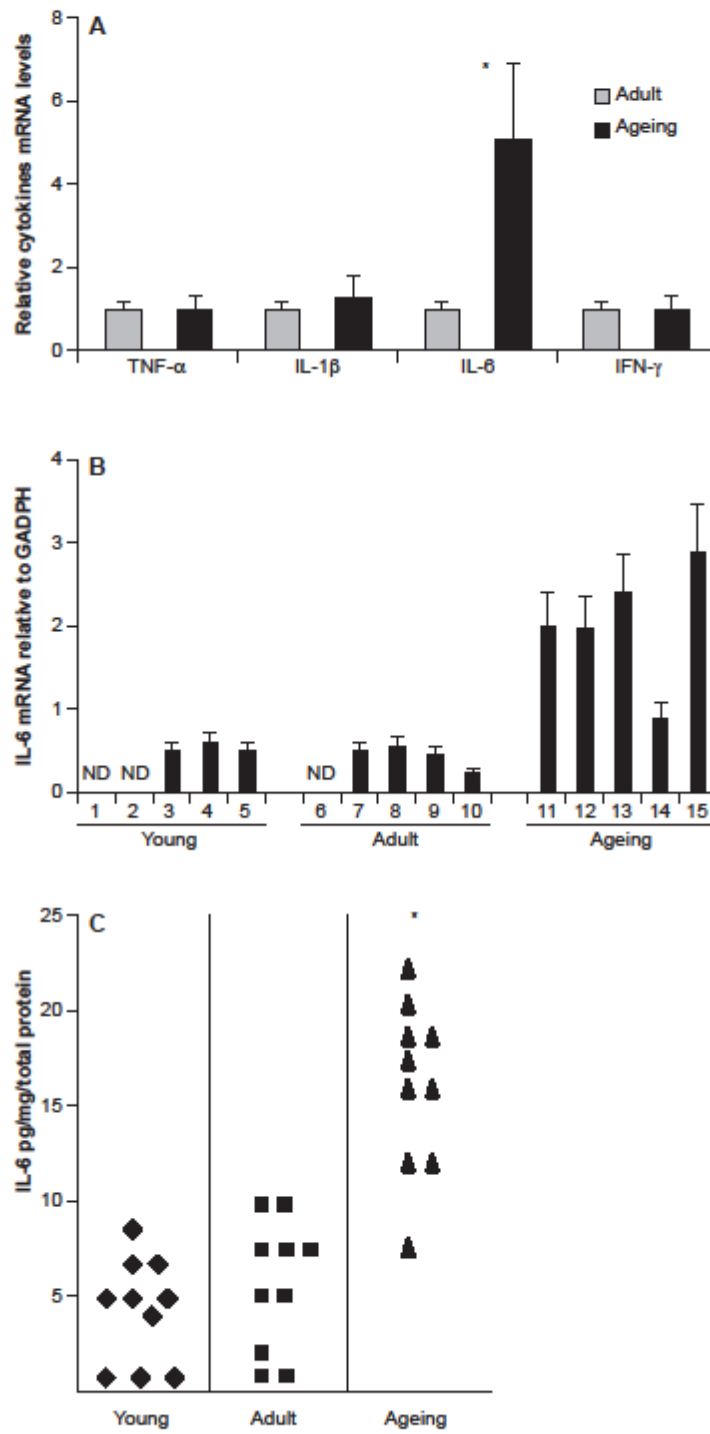 A
Relative cytokines mRNA levels
8
6
4
2
0
*
Adult
Ageing
TNF-α IL-1β IL-6 IFN-γ
B
IL-6 mRNA relative to GADPH
4
3
2
1
0
ND ND ND
1 2 3 4 5 6 7 8 9 10 11 12 13 14 15
Young Adult Ageing
C
IL-6 pg/mg/total protein
25
20
15
10
5
*
Young Adult Ageing